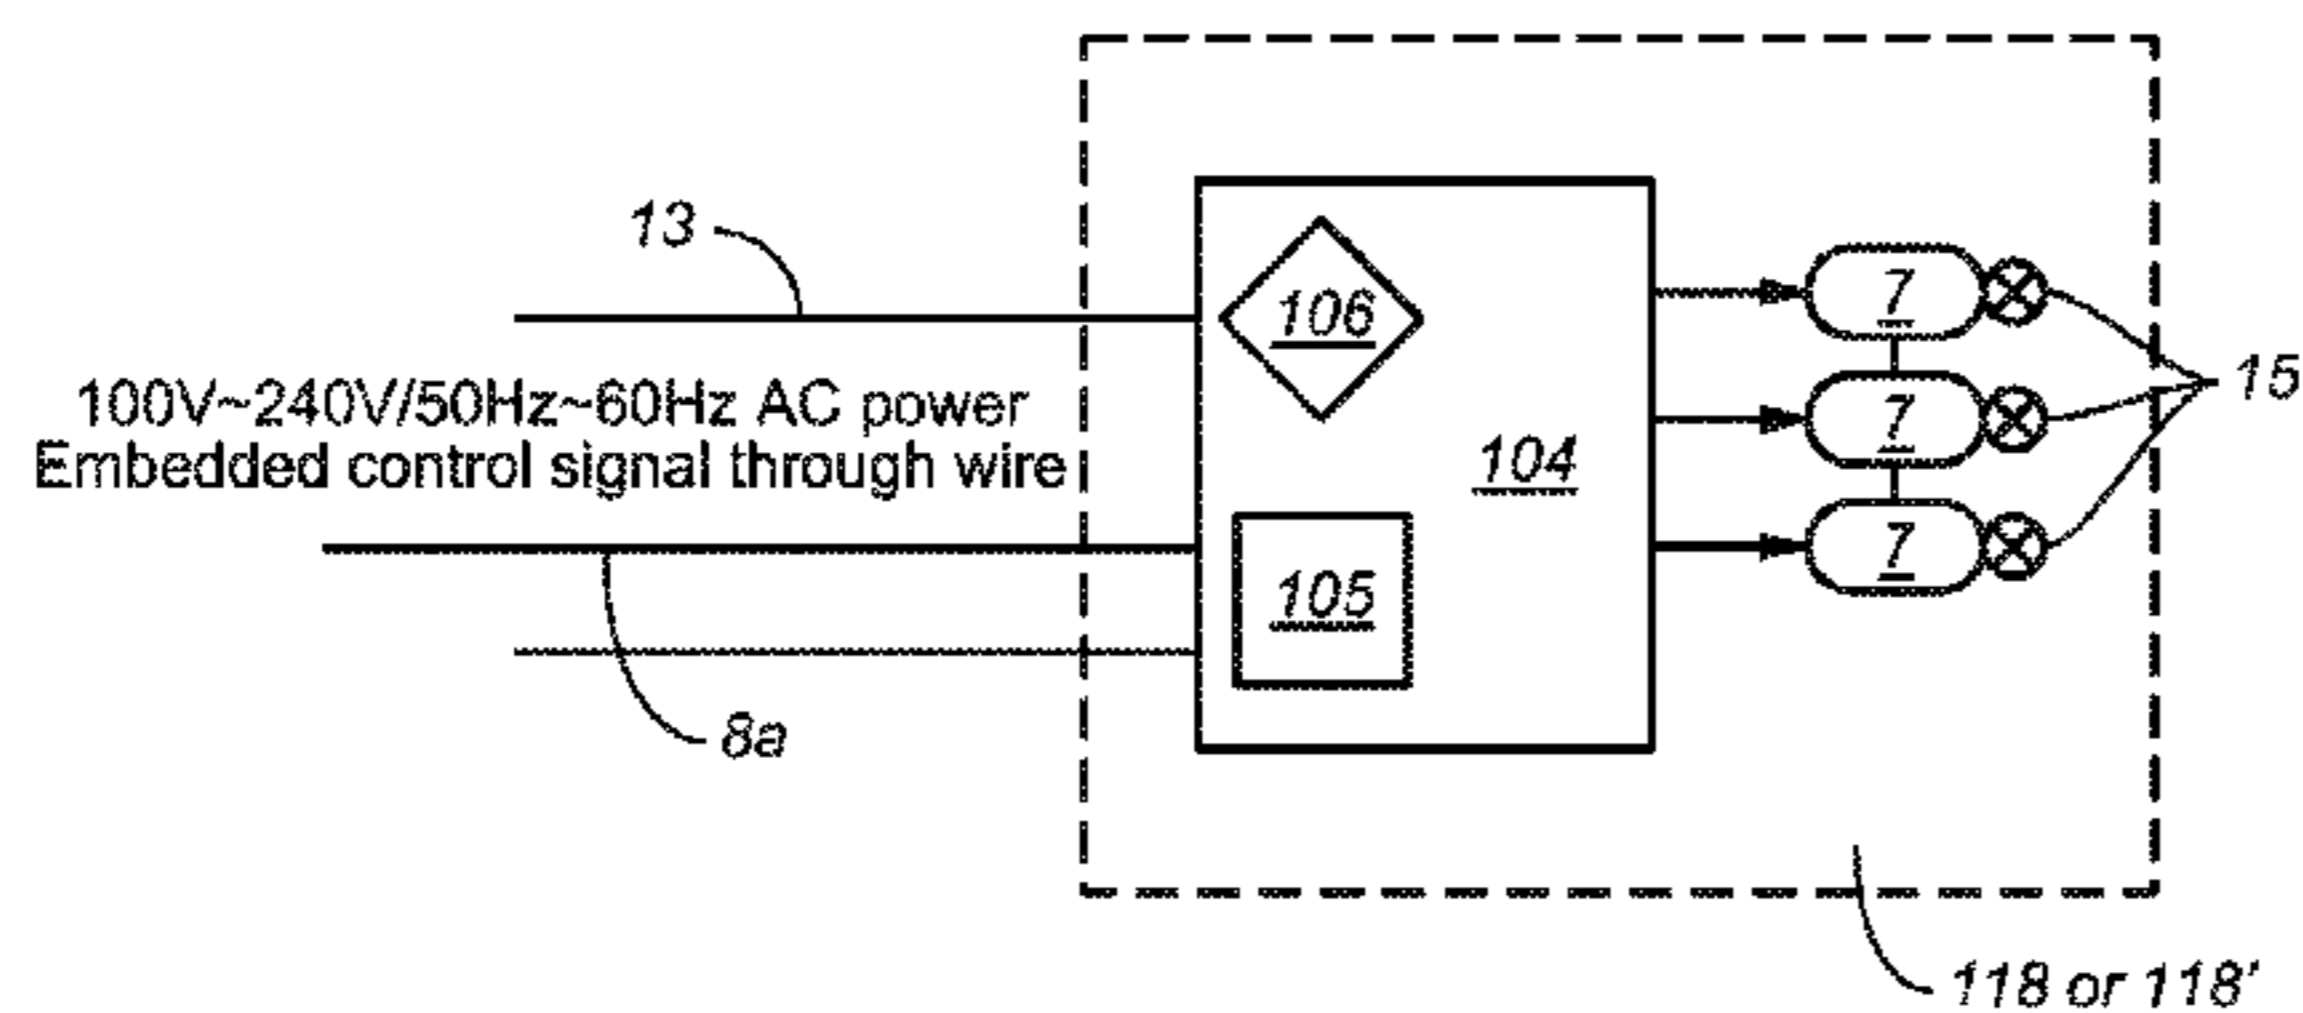 13
106
7
15
100V~240V/50Hz~60Hz AC power
7
Embedded control signal through wire
104
7
105
8a
118 or 118'